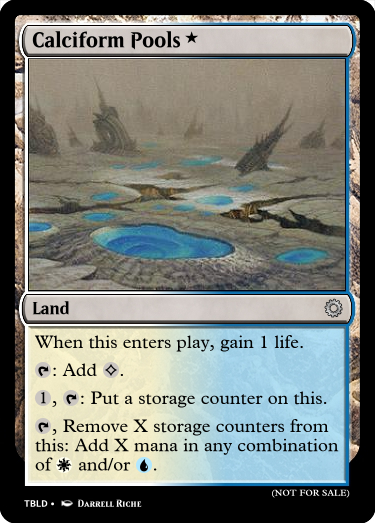 Calciform Pools ★
Land
When this enters play, gain 1 life.
: Add .
1, : Put a storage counter on this.
, Remove X storage counters from
this: Add X mana in any combination
of and/or .
(NOT FOR SALE)
TBLD • Darrell Riche